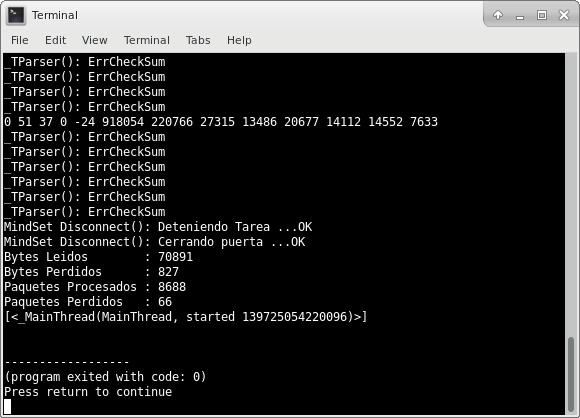 Terminal
File Edit View Terminal Tabs Help
_TParser(): ErrCheckSum
_TParser(): ErrCheckSum
_TParser(): ErrCheckSum
_TParser(): ErrCheckSum
0 51 37 0 -24 918054 220766 27315 13486 20677 14112 14552 7633
_TParser(): ErrCheckSum
_TParser(): ErrCheckSum
_TParser(): ErrCheckSum
_TParser(): ErrCheckSum
_TParser(): ErrCheckSum
_TParser(): ErrCheckSum
MindSet Disconnect(): Deteniendo Tarea ...OK
MindSet Disconnect(): Cerrando puerta ...OK
Bytes Leidos        : 70891
Bytes Perdidos      : 827
Paquetes Procesados : 8688
Paquetes Perdidos   : 66
[<_MainThread(MainThread, started 139725054220096)>]
------------------
(program exited with code: 0)
Press return to continue